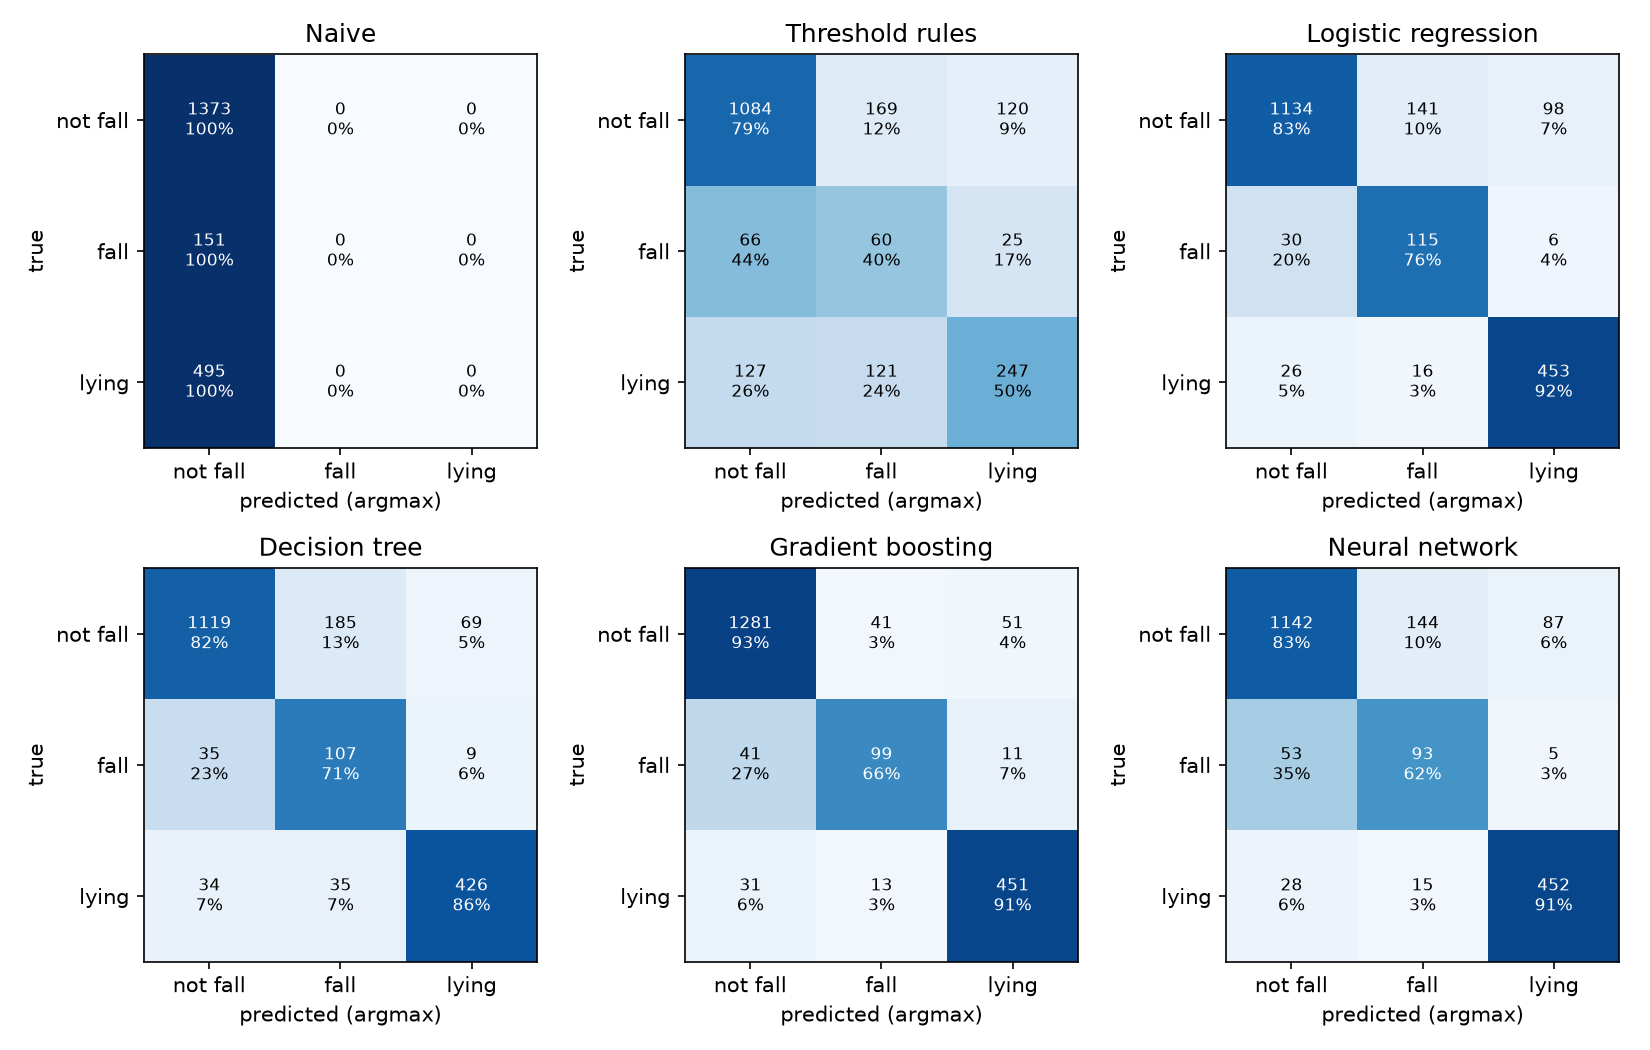 Naive
1373 0 0
100% 0% 0%
not fall
151 0 0
100% 0% 0%
fall
495 0 0
100% 0% 0%
lying
true
not fall fall lying
predicted (argmax)
Threshold rules
1084 169 120
79% 12% 9%
not fall
66 60 25
44% 40% 17%
fall
127 121 247
26% 24% 50%
lying
true
not fall fall lying
predicted (argmax)
Logistic regression
1134 141 98
83% 10% 7%
not fall
30 115 6
20% 76% 4%
fall
26 16 453
5% 3% 92%
lying
true
not fall fall lying
predicted (argmax)
Decision tree
1119 185 69
82% 13% 5%
not fall
35 107 9
23% 71% 6%
fall
34 35 426
7% 7% 86%
lying
true
not fall fall lying
predicted (argmax)
Gradient boosting
1281 41 51
93% 3% 4%
not fall
41 99 11
27% 66% 7%
fall
31 13 451
6% 3% 91%
lying
true
not fall fall lying
predicted (argmax)
Neural network
1142 144 87
83% 10% 6%
not fall
53 93 5
35% 62% 3%
fall
28 15 452
6% 3% 91%
lying
true
not fall fall lying
predicted (argmax)